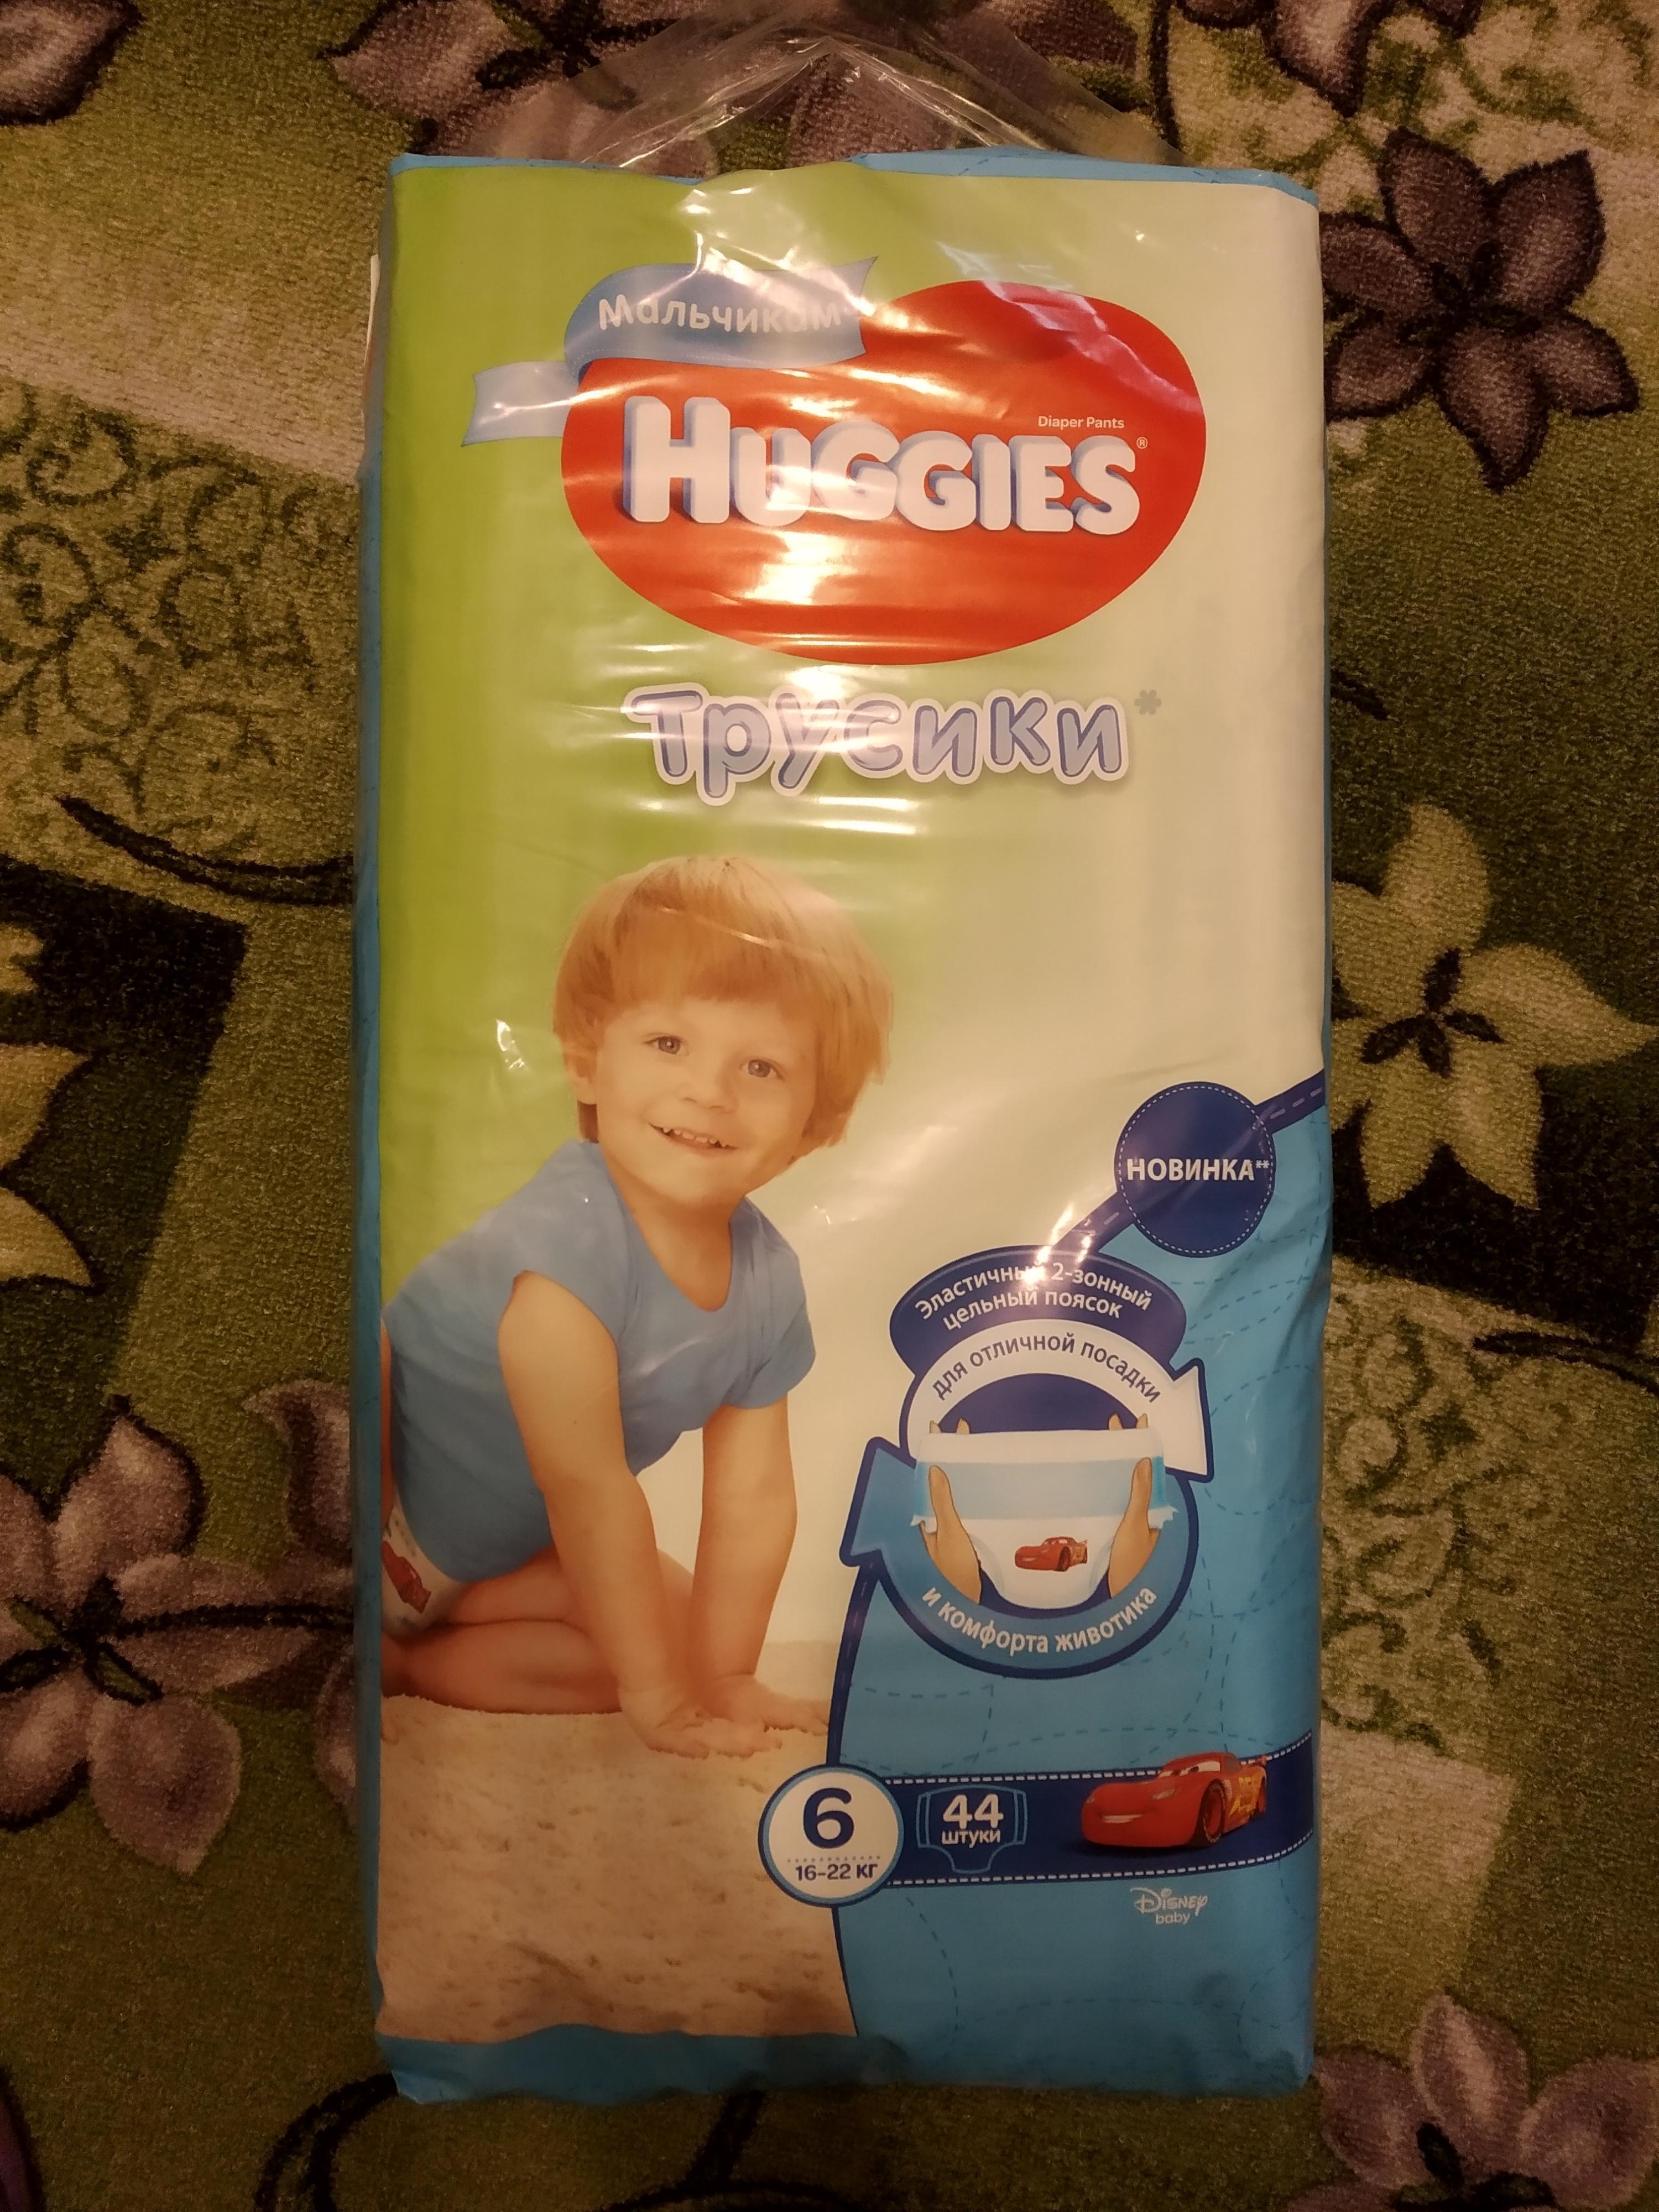 Мальчикам
Diaper Pants
HUGGIES®
Трусики*
НОВИНКА**
Эластичный 2-зонный
цельный поясок
для отличной посадки
и комфорта животика
6
16-22 КГ
44
штуки
Disney
baby